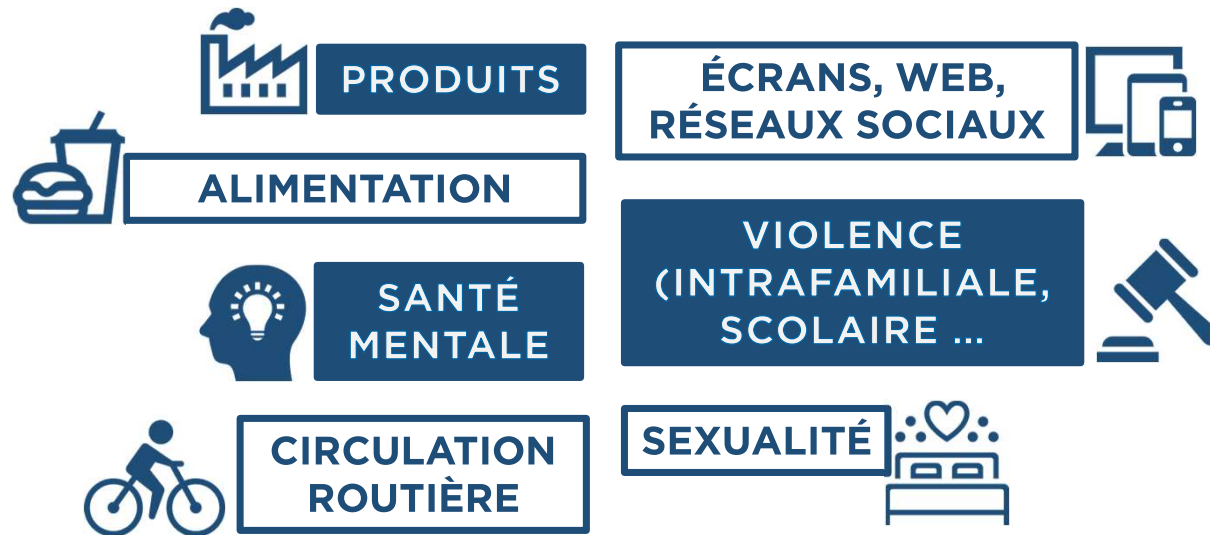 PRODUITS
ALIMENTATION
SANTÉ
MENTALE
CIRCULATION
ROUTIÈRE
ÉCRANS, WEB,
RÉSEAUX SOCIAUX
VIOLENCE
(INTRAFAMILIALE,
SCOLAIRE ...
SEXUALITÉ